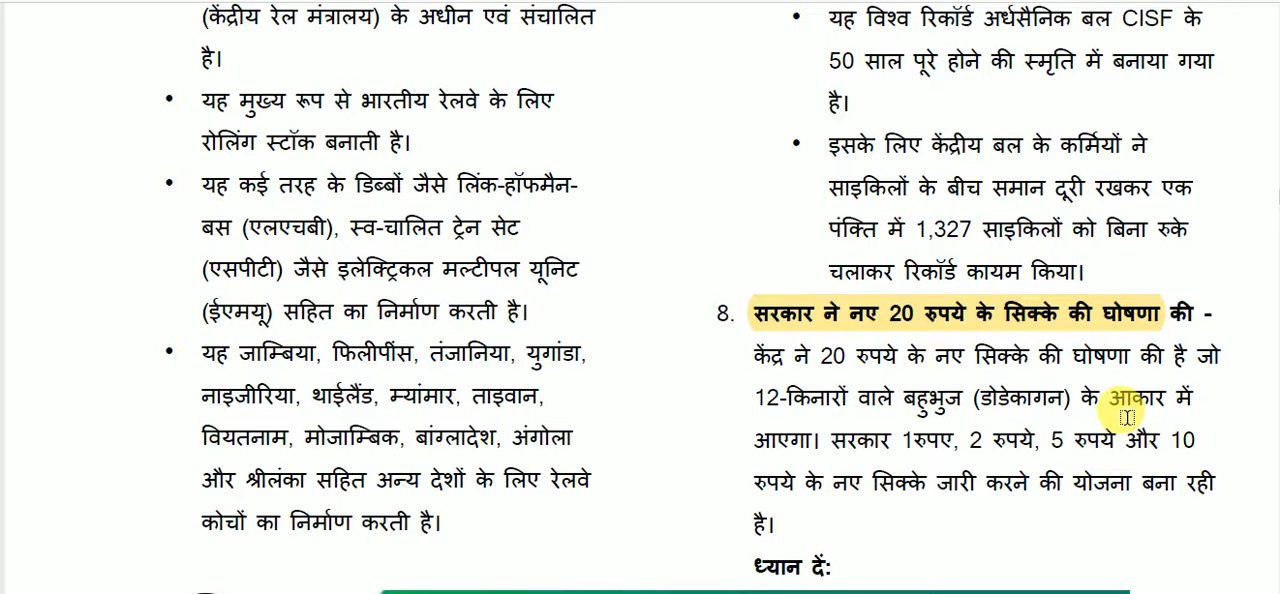 (केंद्रीय रेल मंत्रालय) के अधीन एवं संचालित
है।
• यह मुख्य रूप से भारतीय रेलवे के लिए
रोलिंग स्टॉक बनाती है।
• यह कई तरह के डिब्बों जैसे लिंक-हॉफमैन-
बस (एलएचबी), स्व-चालित ट्रेन सेट
(एसपीटी) जैसे इलेक्ट्रिकल मल्टीपल यूनिट
(ईएमयू) सहित का निर्माण करती है।
• यह जाम्बिया, फिलीपींस, तंजानिया, युगांडा,
नाइजीरिया, थाईलैंड, म्यांमार, ताइवान,
वियतनाम, मोजाम्बिक, बांग्लादेश, अंगोला
और श्रीलंका सहित अन्य देशों के लिए रेलवे
कोचों का निर्माण करती है।
• यह विश्व रिकॉर्ड अर्धसैनिक बल CISF के
50 साल पूरे होने की स्मृति में बनाया गया
है।
• इसके लिए केंद्रीय बल के कर्मियों ने
साइकिलों के बीच समान दूरी रखकर एक
पंक्ति में 1,327 साइकिलों को बिना रुके
चलाकर रिकॉर्ड कायम किया।
8. सरकार ने नए 20 रुपये के सिक्के की घोषणा की -
केंद्र ने 20 रुपये के नए सिक्के की घोषणा की है जो
12-किनारों वाले बहुभुज (डोडेकागन) के आकार में
आएगा। सरकार 1रुपए, 2 रुपये, 5 रुपये और 10
रुपये के नए सिक्के जारी करने की योजना बना रही
है।
ध्यान दें: